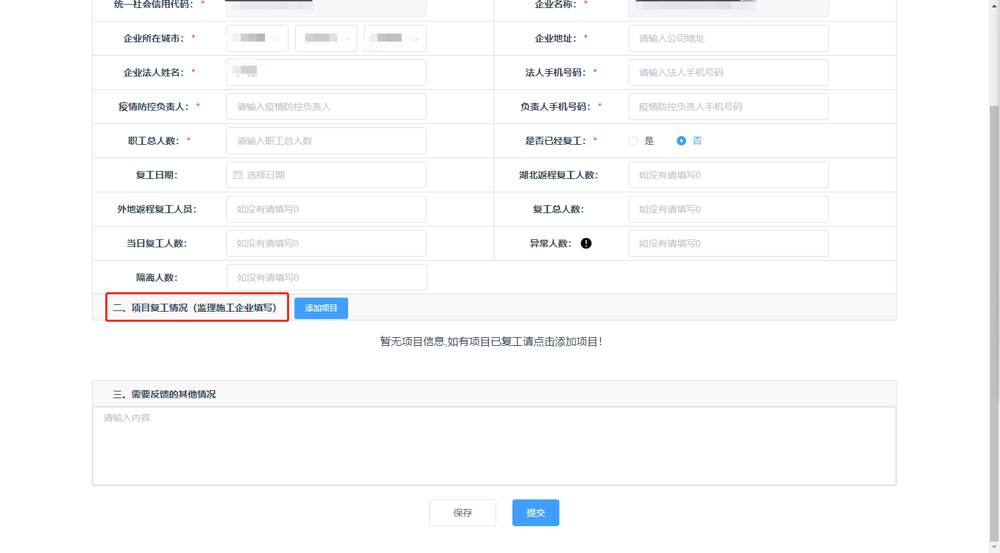 统一社会信用代码： * 企业名称： *
企业所在城市： * 企业地址： * 请输入公司地址
企业法人姓名： * 法人手机号码： * 请输入法人手机号码
疫情防控负责人： * 请输入疫情防控负责人 负责人手机号码： * 疫情防控负责人手机号码
职工总人数： * 请输入职工总人数 是否已经复工： * 是 否
复工日期： 选择日期 湖北返程复工人数： 如没有请填写0
外地返程复工人员： 如没有请填写0 复工总人数： 如没有请填写0
当日复工人数： 如没有请填写0 异常人数： 如没有请填写0
隔离人数： 如没有请填写0
二、项目复工情况（监理施工企业填写） 添加项目
暂无项目信息,如有项目已复工请点击添加项目！
三、需要反馈的其他情况
请输入内容
保存 提交